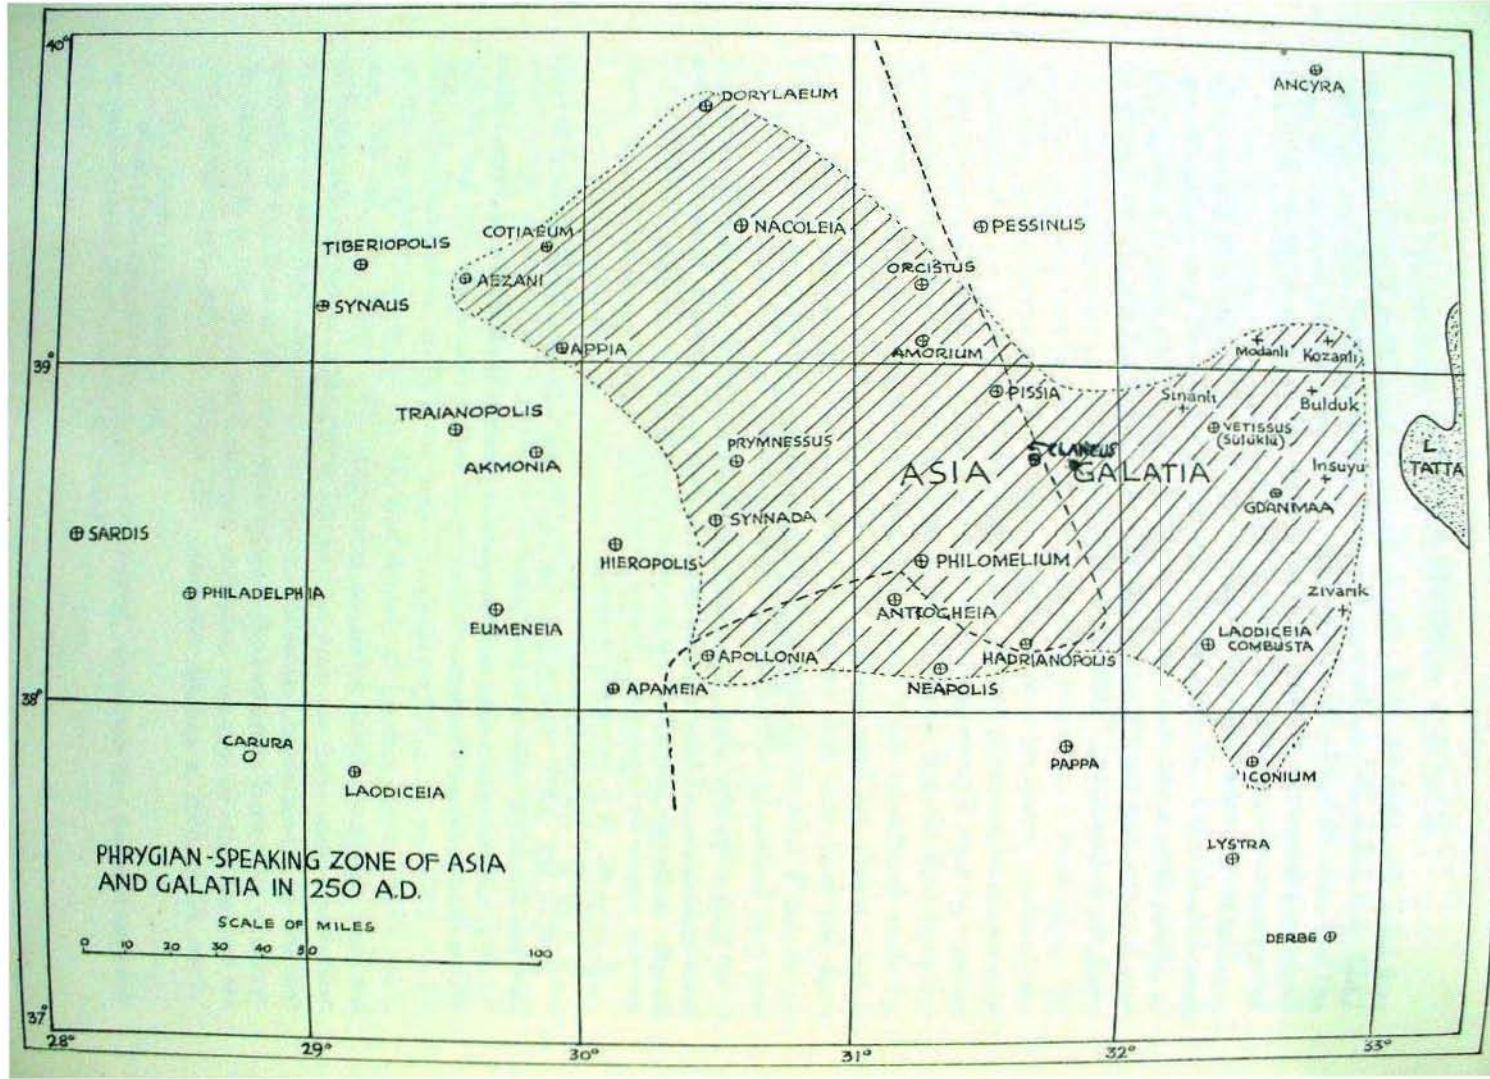 40°
ANCYRA
DORYLAEUM
NACOLEIA
PESSINUS
COTIAEUM
TIBERIOPOLIS
ORCISTUS
AEZANI
SYNAUS
AMORIUM
APPIA
Modanlı
Kozanlı
39°
PISSIA
Sinanlı
Bulduk
TRAIANOPOLIS
VETISSUS
(Süluklü)
PRYMNESSUS
CLANEUS
AKMONIA
ASIA
GALATIA
Insuyu
L.
TATTA
GDANMAA
SYNNADA
SARDIS
HIEROPOLIS
PHILOMELIUM
PHILADELPHIA
ANTIOCHEIA
Zıvarık
EUMENEIA
LAODICEIA
COMBUSTA
APOLLONIA
HADRIANOPOLIS
APAMEIA
NEAPOLIS
38°
CARURA
PAPPA
ICONIUM
LAODICEIA
LYSTRA
PHRYGIAN-SPEAKING ZONE OF ASIA
AND GALATIA IN 250 A.D.
SCALE OF MILES
0 10 20 30 40 50 100
DERBE
37°
28° 29° 30° 31° 32° 33°